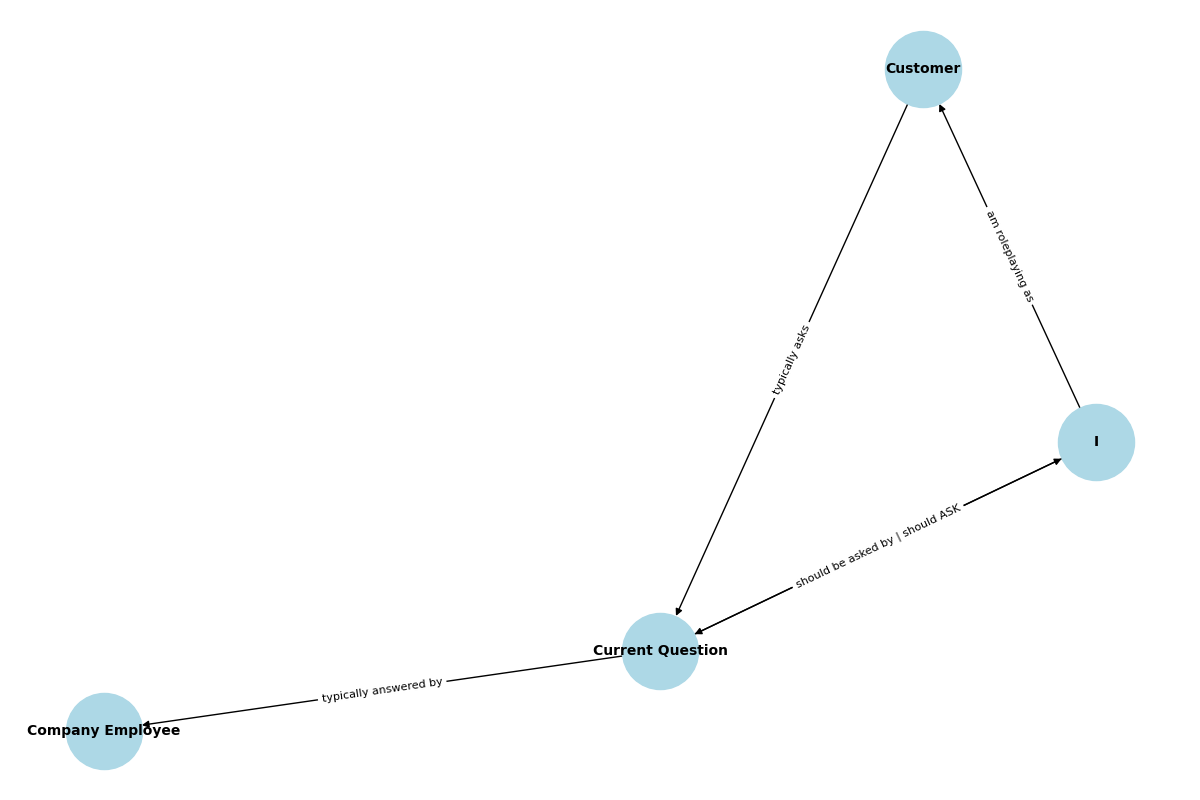 Customer
am roleplaying as
typically asks
I
should be asked by | should ASK
Current Question
typically answered by
Company Employee